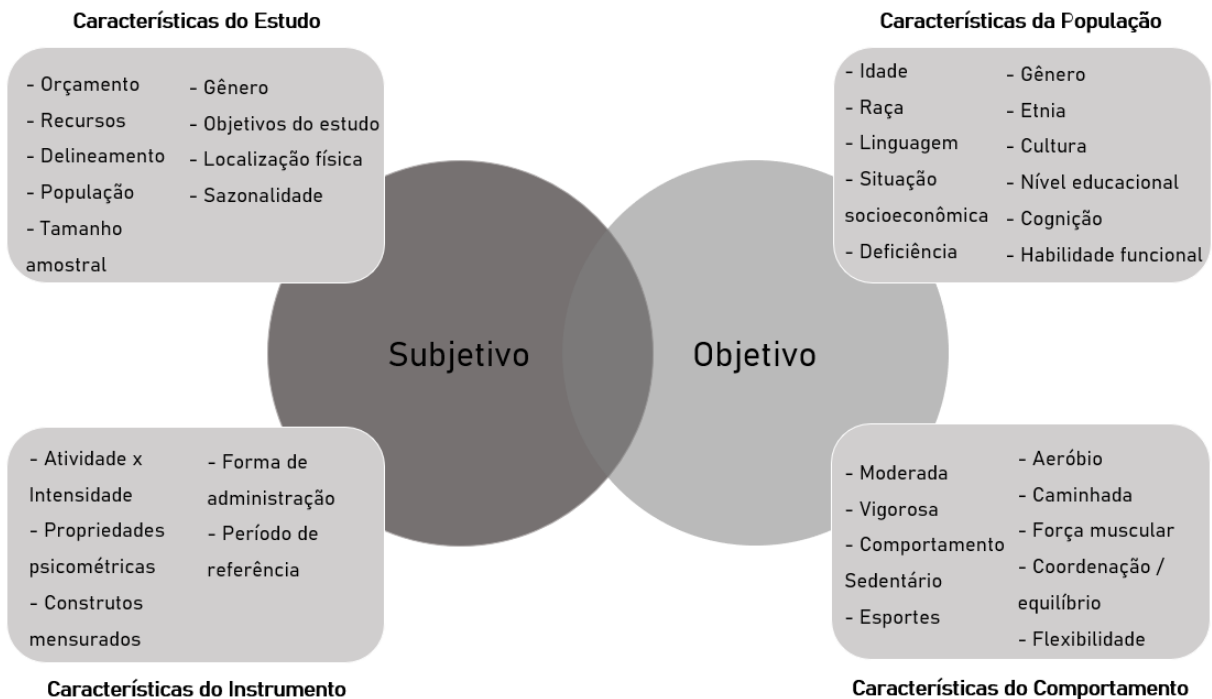 Características do Estudo
- Orçamento
- Recursos
- Delineamento
- População
- Tamanho
amostral
- Gênero
- Objetivos do estudo
- Localização física
- Sazonalidade
Características da População
- Idade
- Raça
- Linguagem
- Situação
socioeconômica
- Deficiência
- Gênero
- Etnia
- Cultura
- Nível educacional
- Cognição
- Habilidade funcional
Subjetivo
Objetivo
- Atividade x
Intensidade
- Propriedades
psicométricas
- Construtos
mensurados
- Forma de
administração
- Período de
referência
Características do Instrumento
- Moderada
- Vigorosa
- Comportamento
Sedentário
- Esportes
- Aeróbio
- Caminhada
- Força muscular
- Coordenação /
equilíbrio
- Flexibilidade
Características do Comportamento